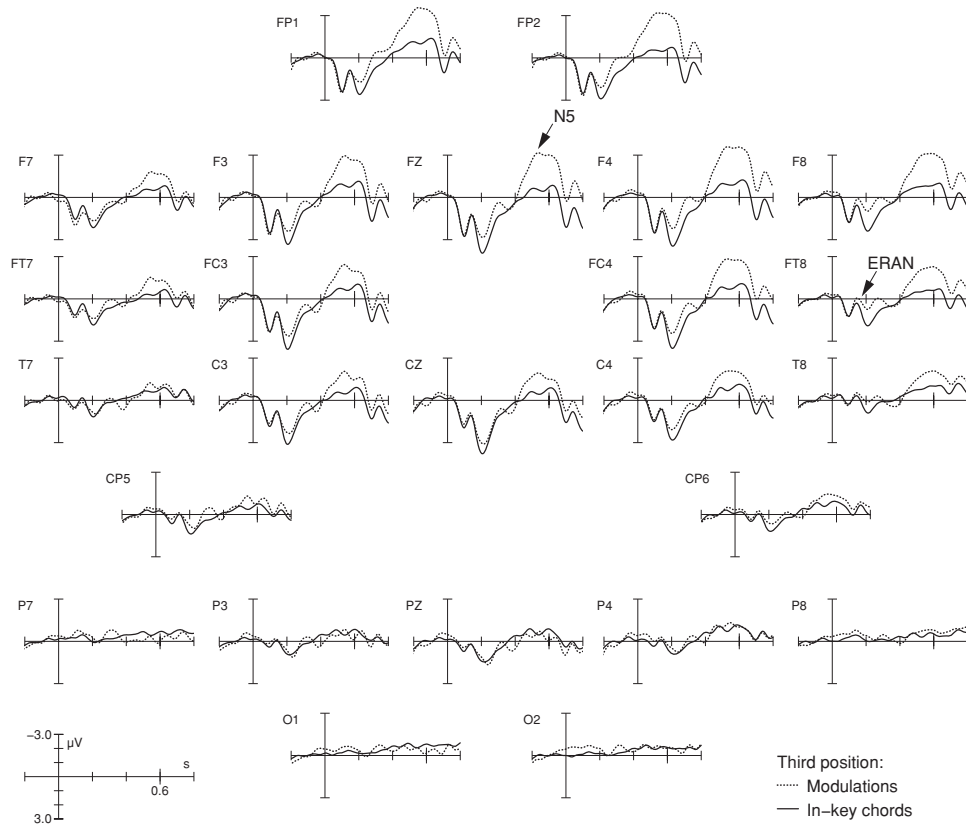 FP1 FP2
N5
F7 F3 FZ F4 F8
FT7 FC3 FC4 FT8
ERAN
T7 C3 CZ C4 T8
CP5 CP6
P7 P3 PZ P4 P8
O1 O2
−3.0
μV
s
0.6
3.0
Third position:
Modulations
In-key chords